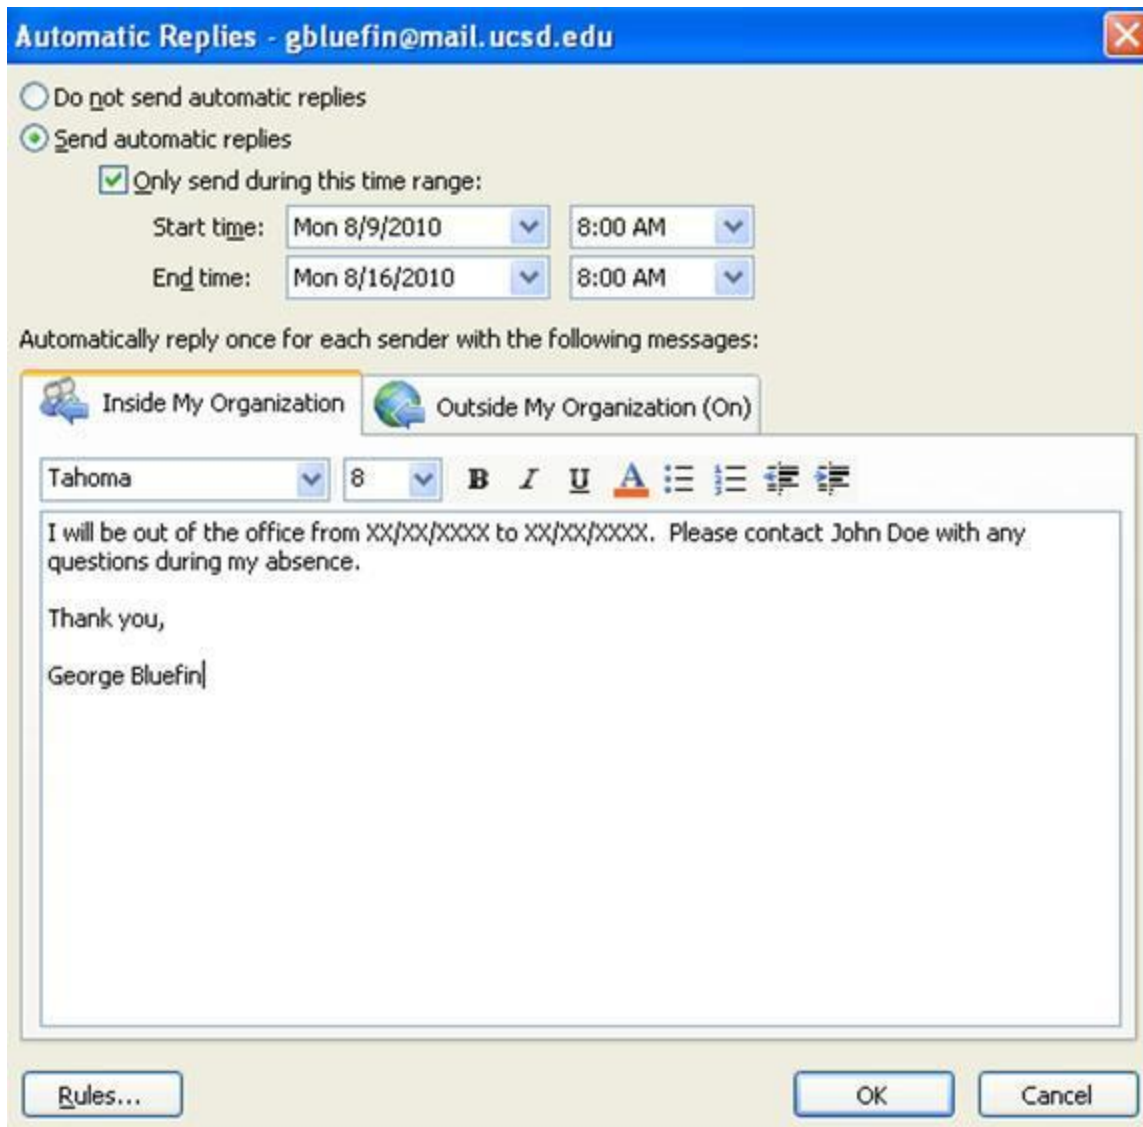 Automatic Replies - gbluefin@mail.ucsd.edu
Do not send automatic replies
Send automatic replies
Only send during this time range:
Start time: Mon 8/9/2010 8:00 AM
End time: Mon 8/16/2010 8:00 AM
Automatically reply once for each sender with the following messages:
Inside My Organization Outside My Organization (On)
Tahoma 8 B I U A
I will be out of the office from XX/XX/XXXX to XX/XX/XXXX. Please contact John Doe with any
questions during my absence.
Thank you,
George Bluefin
Rules... OK Cancel